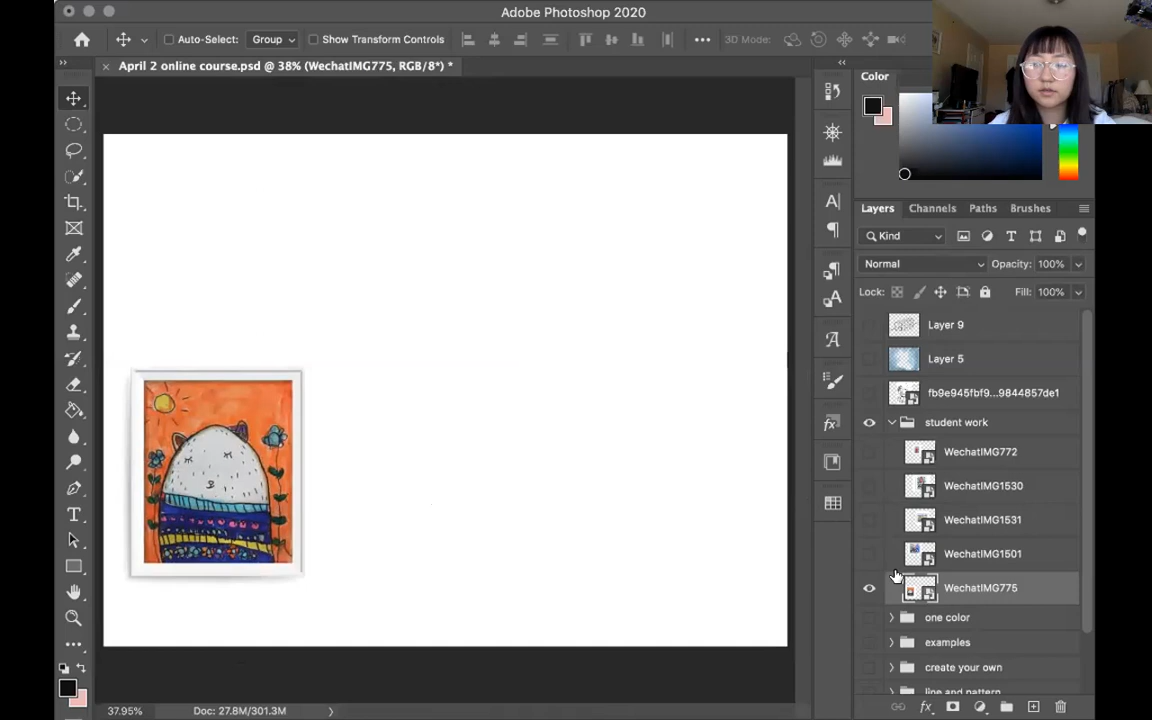 Adobe Photoshop 2020
Auto-Select: Group Show Transform Controls 3D Mode:
April 2 online course.psd @ 38% (WechatIMG775, RGB/8*) *
Color
Layers Channels Paths Brushes
Kind
Normal Opacity: 100%
Lock: Fill: 100%
Layer 9
Layer 5
fb9e945fbf9...9844857de1
student work
WechatIMG772
WechatIMG1530
WechatIMG1531
WechatIMG1501
WechatIMG775
one color
examples
create your own
line and pattern
37.95% Doc: 27.8M/301.3M